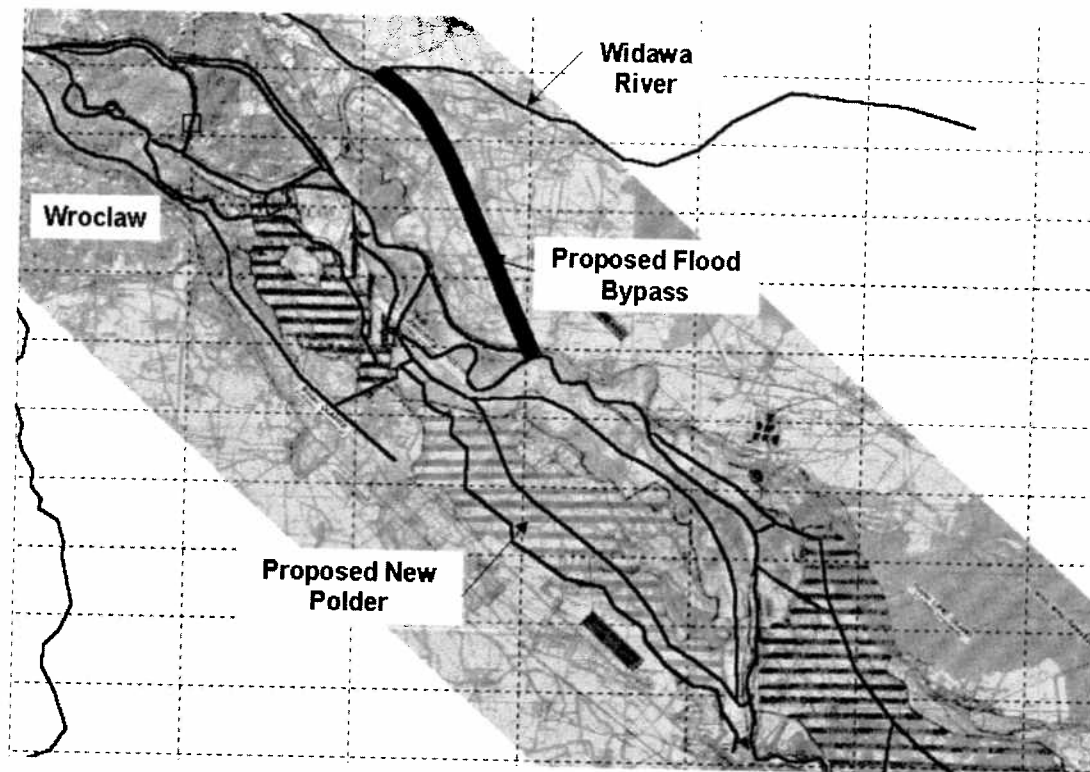 Widawa
River
Wroclaw
Proposed Flood
Bypass
Proposed New
Polder